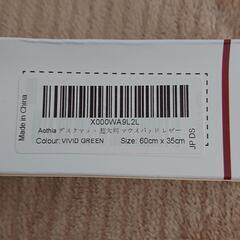 X000WA9L2L
Aothia デスクマット 超大判 マウスパッド レザー
Colour: VIVID GREEN Size: 60cm x 35cm
Made in China
JP DS